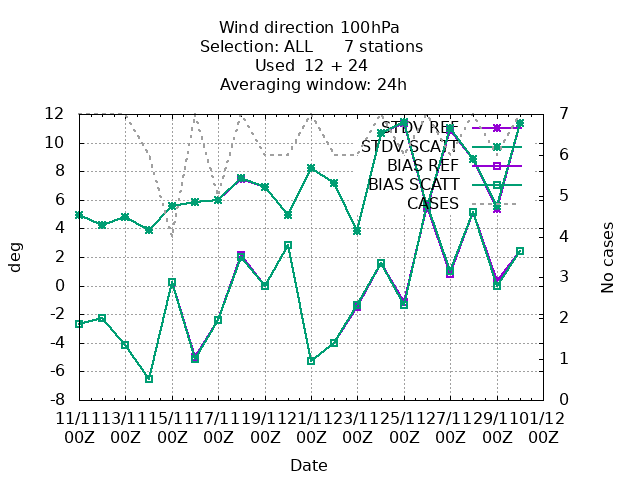 Wind direction 100hPa
Selection: ALL 7 stations
Used 12 + 24
Averaging window: 24h
12 7
STDV REF
10
STDV SCATT
8 6
BIAS REF
BIAS SCATT
6 5
CASES
4 4
deg
No cases
2
0 3
-2 2
-4
-6 1
-8 0
11/11 13/11 15/11 17/11 19/11 21/11 23/11 25/11 27/11 29/11 01/12
00Z 00Z 00Z 00Z 00Z 00Z 00Z 00Z 00Z 00Z 00Z
Date